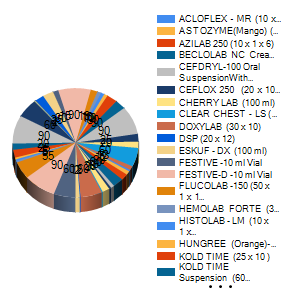 ACLOFLEX - MR (10 x...
ASTOZYME(Mango) (...
AZILAB 250 (10 x 1 x 6)
BECLOLAB NC Crea...
CEFDRYL-100 Oral
SuspensionWith...
CEFLOX 250 (20 x 10...
CHERRY LAB (100 ml)
CLEAR CHEST - LS (...
DOXYLAB (30 x 10)
DSP (20 x 12)
ESKUF - DX (100 ml)
FESTIVE -10 ml Vial
FESTIVE-D -10 ml Vial
FLUCOLAB-150 (50 x
1 x 1...
HEMOLAB FORTE (3...
HISTOLAB - LM (10 x
1 x...
HUNGREE (Orange)-...
KOLD TIME (25 x 10 )
KOLD TIME
Suspension (60...
90
90
90
90
90